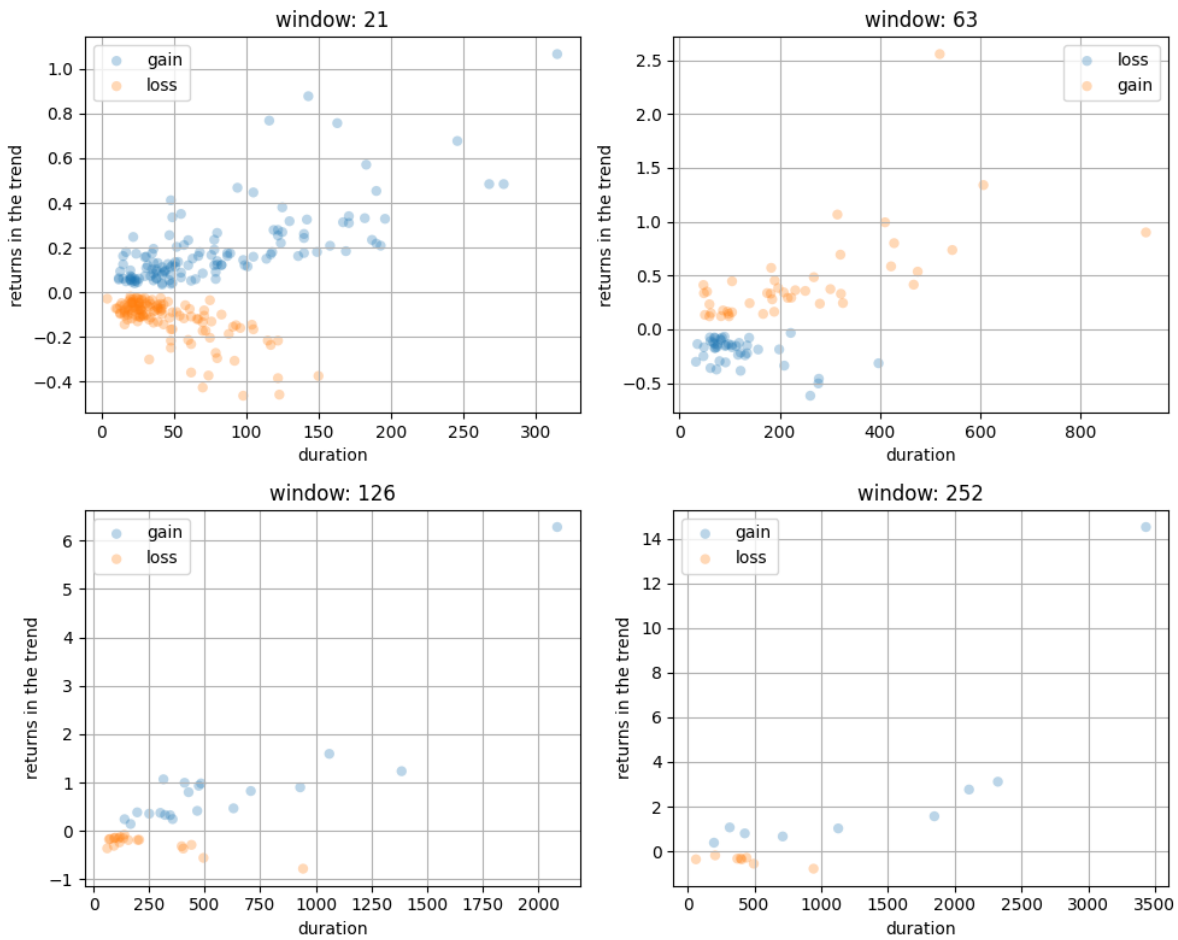 window: 21
gain
loss
1.0
0.8
0.6
0.4
0.2
0.0
−0.2
−0.4
returns in the trend
0 50 100 150 200 250 300
duration
window: 63
loss
gain
2.5
2.0
1.5
1.0
0.5
0.0
−0.5
returns in the trend
0 200 400 600 800
duration
window: 126
gain
loss
6
5
4
3
2
1
0
−1
returns in the trend
0 250 500 750 1000 1250 1500 1750 2000
duration
window: 252
gain
loss
14
12
10
8
6
4
2
0
returns in the trend
0 500 1000 1500 2000 2500 3000 3500
duration